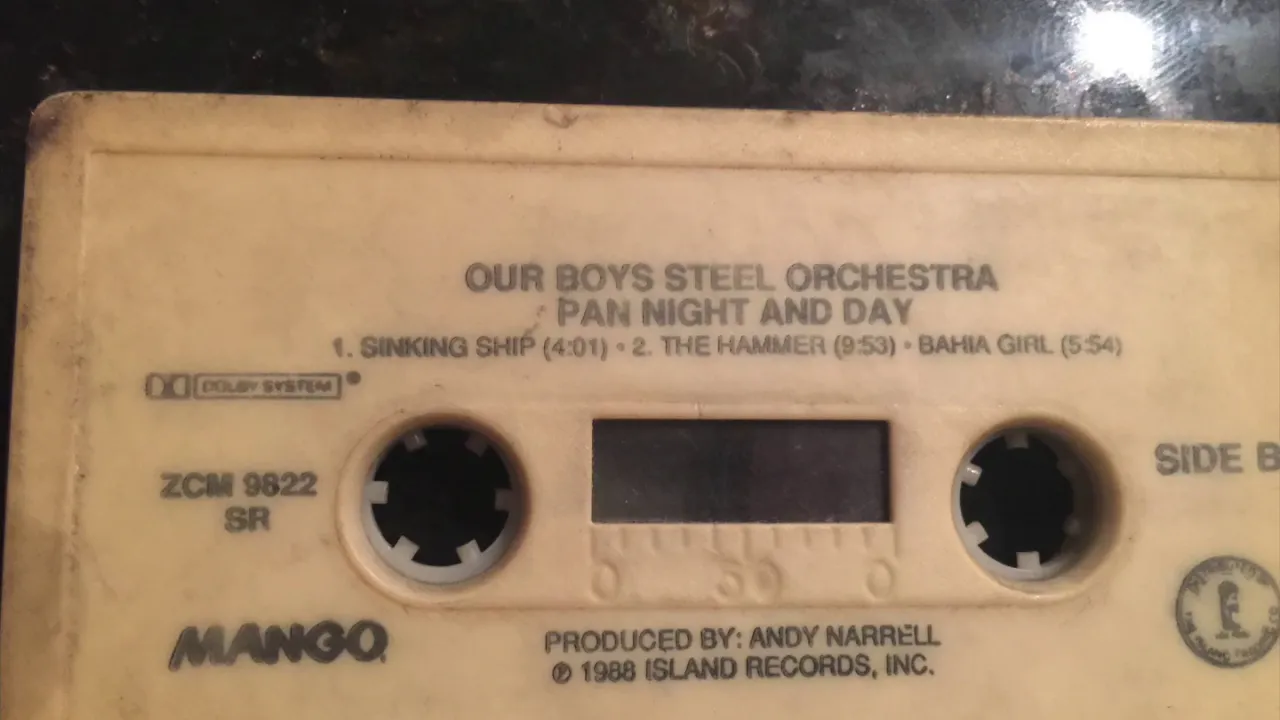 OUR BOYS STEEL ORCHESTRA
PAN NIGHT AND DAY
1. SINKING SHIP (4:01) • 2. THE HAMMER (9:53) • BAHIA GIRL (5:54)
DOLBY SYSTEM
ZCM 9822
SR
SIDE B
0 50 0
MANGO
PRODUCED BY: ANDY NARRELL
℗ 1988 ISLAND RECORDS, INC.